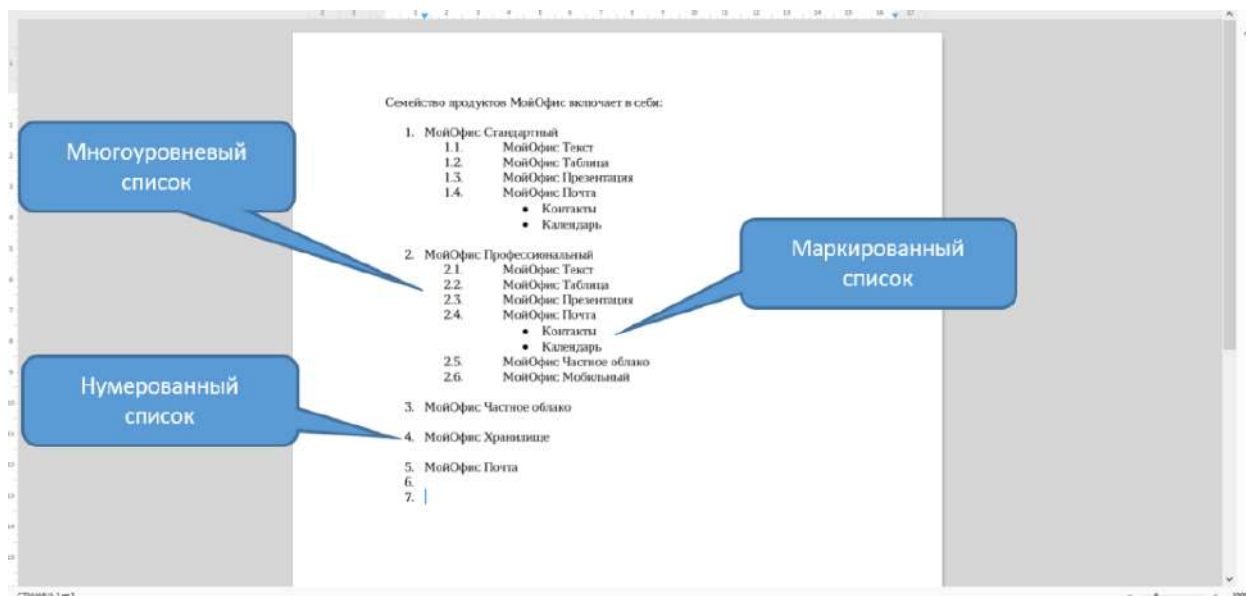 Семейство продуктов МойОфис включает в себя:
1. МойОфис Стандартный
1.1. МойОфис Текст
1.2. МойОфис Таблица
1.3. МойОфис Презентация
1.4. МойОфис Почта
• Контакты
• Календарь
2. МойОфис Профессиональный
2.1. МойОфис Текст
2.2. МойОфис Таблица
2.3. МойОфис Презентация
2.4. МойОфис Почта
• Контакты
• Календарь
2.5. МойОфис Частное облако
2.6. МойОфис Мобильный
3. МойОфис Частное облако
4. МойОфис Хранилище
5. МойОфис Почта
6.
7.
Многоуровневый
список
Маркированный
список
Нумерованный
список